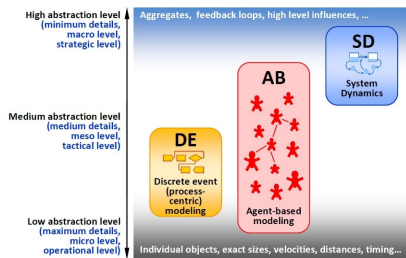 High abstraction level
(minimum details,
macro level,
strategic level)
Aggregates, feedback loops, high level influences, ...
SD
System
Dynamics
AB
Agent-based
modeling
Medium abstraction level
(medium details,
meso level,
tactical level)
DE
Discrete event
(process-
centric)
modeling
Low abstraction level
(maximum details,
micro level,
operational level)
Individual objects, exact sizes, velocities, distances, timing...